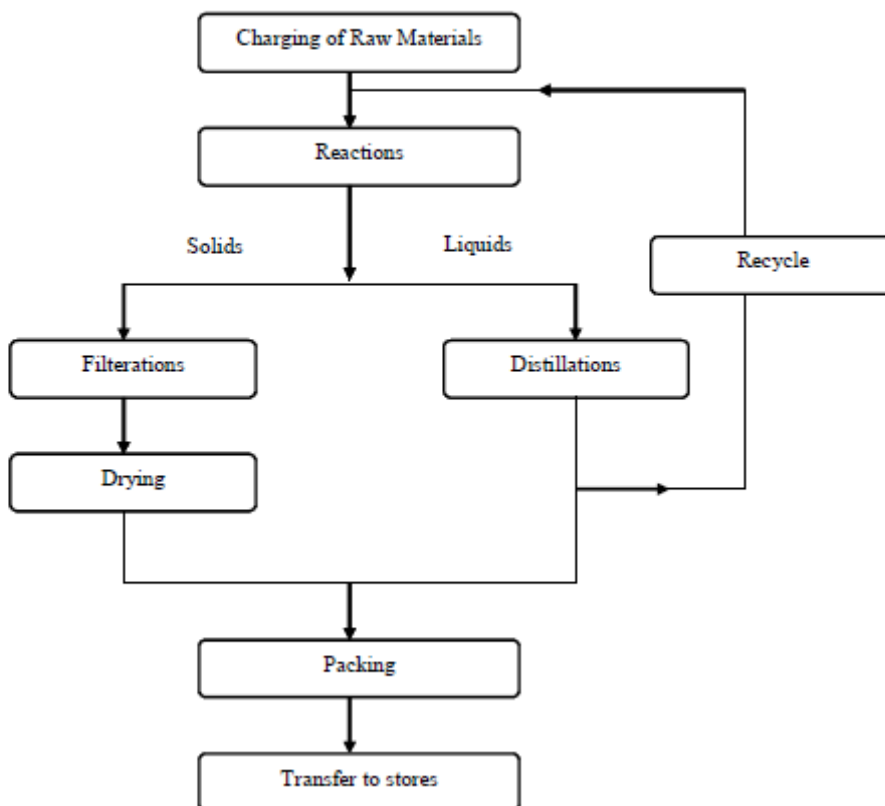 Charging of Raw Materials
Reactions
Solids
Liquids
Recycle
Filterations
Distillations
Drying
Packing
Transfer to stores